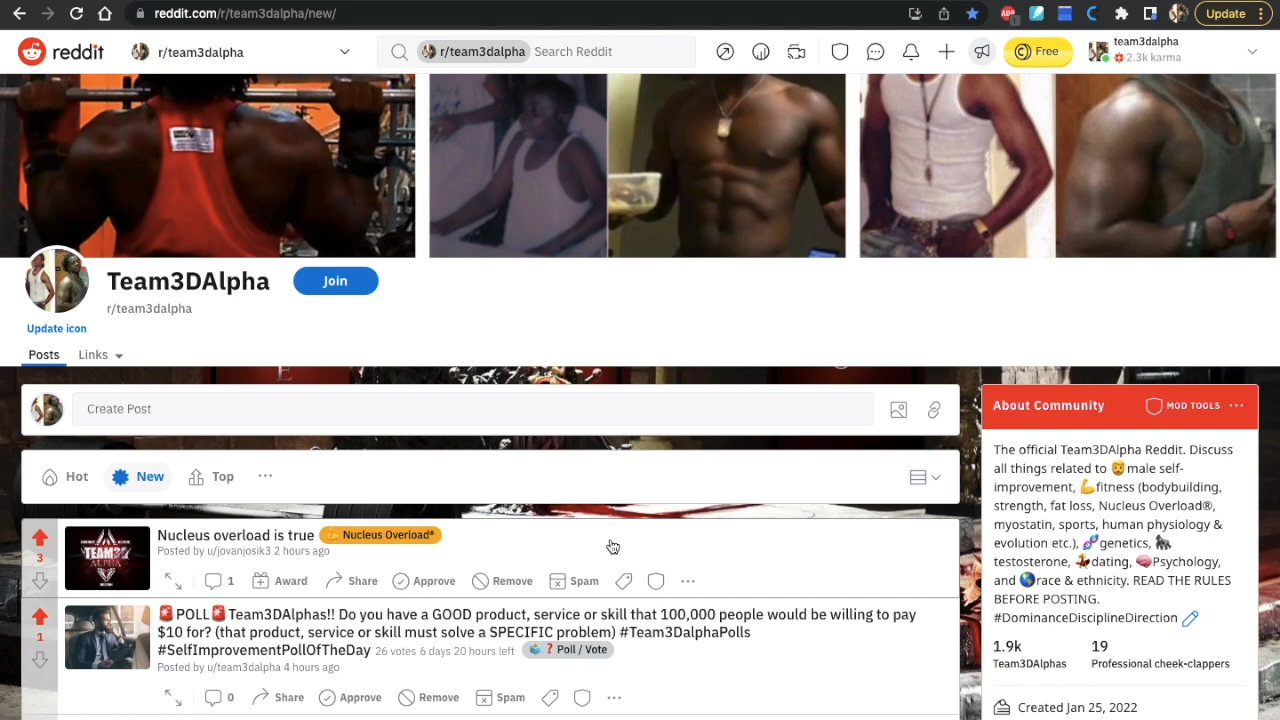 reddit.com/r/team3dalpha/new/
ABP
1
Update
reddit
r/team3dalpha
r/team3dalpha Search Reddit
Free
team3dalpha
2.3k karma
Team3DAlpha
Join
r/team3dalpha
Update icon
Posts
Links
Create Post
Hot
New
Top
3
TEAM3D
ALPHA
Nucleus overload is true
💪 Nucleus Overload®
Posted by u/jovanjosik3 2 hours ago
1
Award
Share
Approve
Remove
Spam
1
🚨POLL🚨Team3DAlphas!! Do you have a GOOD product, service or skill that 100,000 people would be willing to pay
$10 for? (that product, service or skill must solve a SPECIFIC problem) #Team3DalphaPolls
#SelfImprovementPollOfTheDay 26 votes 6 days 20 hours left 🗳️❓Poll / Vote
Posted by u/team3dalpha 4 hours ago
0
Share
Approve
Remove
Spam
About Community
MOD TOOLS
The official Team3DAlpha Reddit. Discuss
all things related to 🧔male self-
improvement, 💪fitness (bodybuilding,
strength, fat loss, Nucleus Overload®,
myostatin, sports, human physiology &
evolution etc.), 🧬genetics, 🦍
testosterone, 💃dating, 🧠Psychology,
and 🌎race & ethnicity. READ THE RULES
BEFORE POSTING.
#DominanceDisciplineDirection
1.9k
Team3DAlphas
19
Professional cheek-clappers
Created Jan 25, 2022